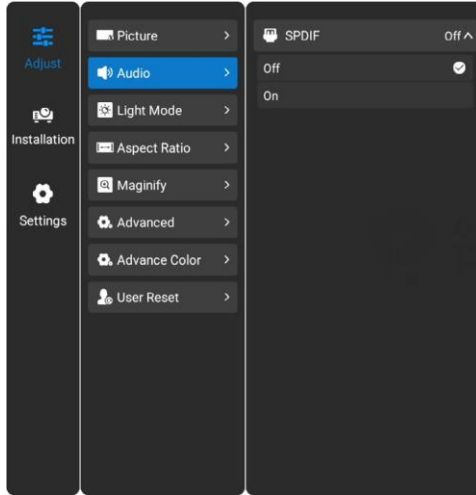 Adjust
Installation
Settings
Picture
Audio
Light Mode
Aspect Ratio
Maginify
Advanced
Advance Color
User Reset
SPDIF Off
Off
On